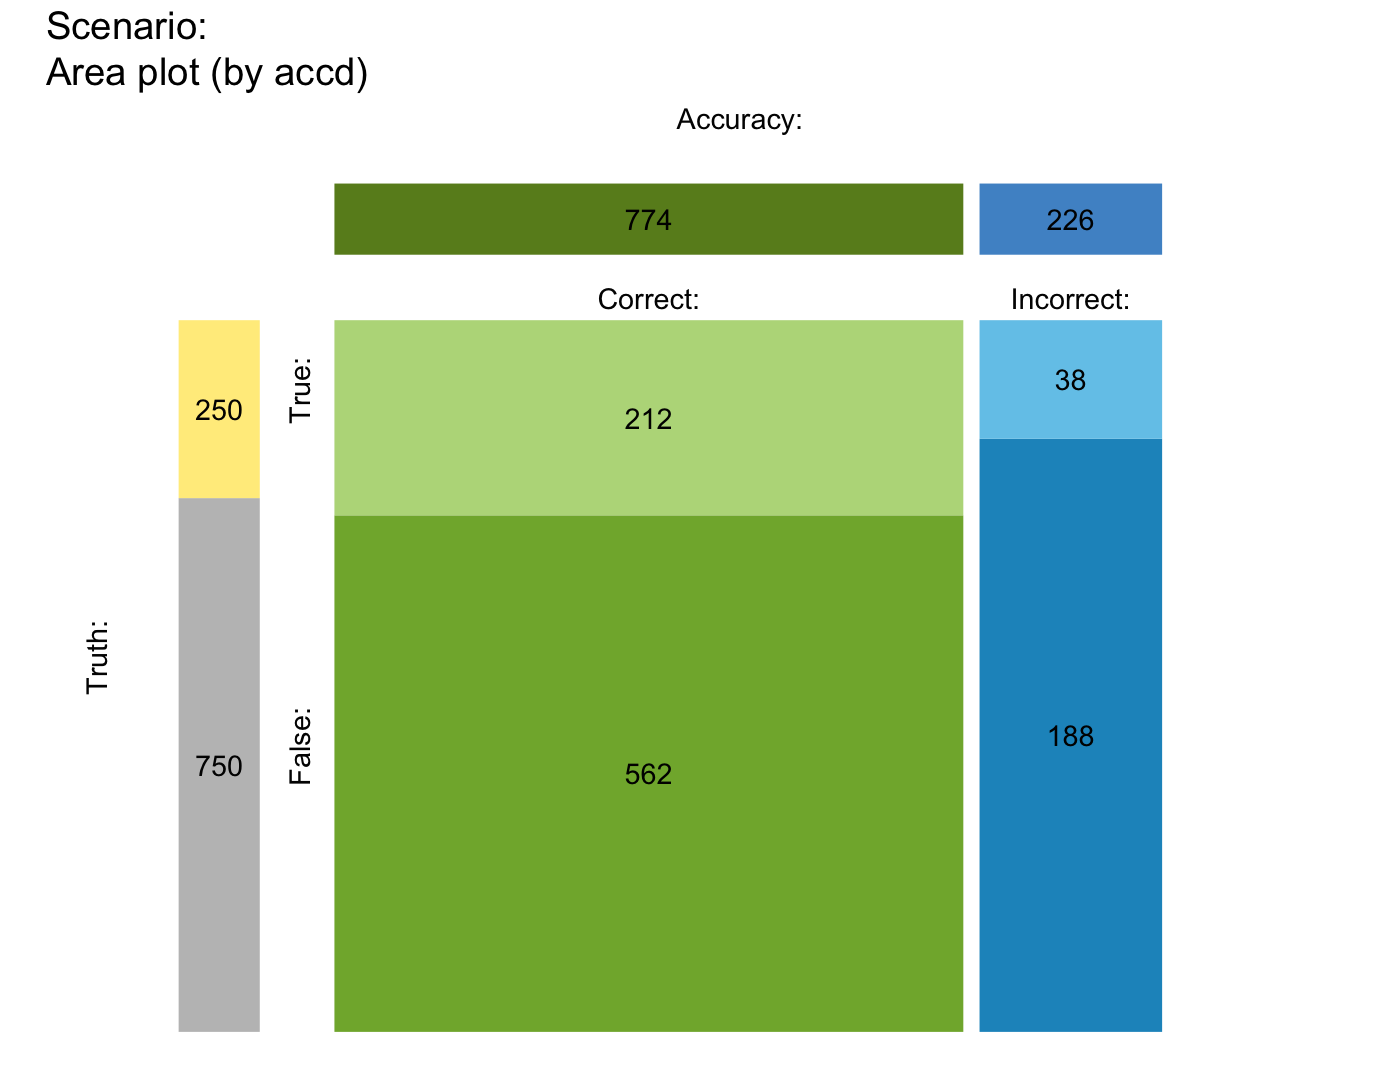 Scenario:
Area plot (by accd)
Accuracy:
774
226
Correct:
Incorrect:
True:
250
212
38
Truth:
False:
750
562
188